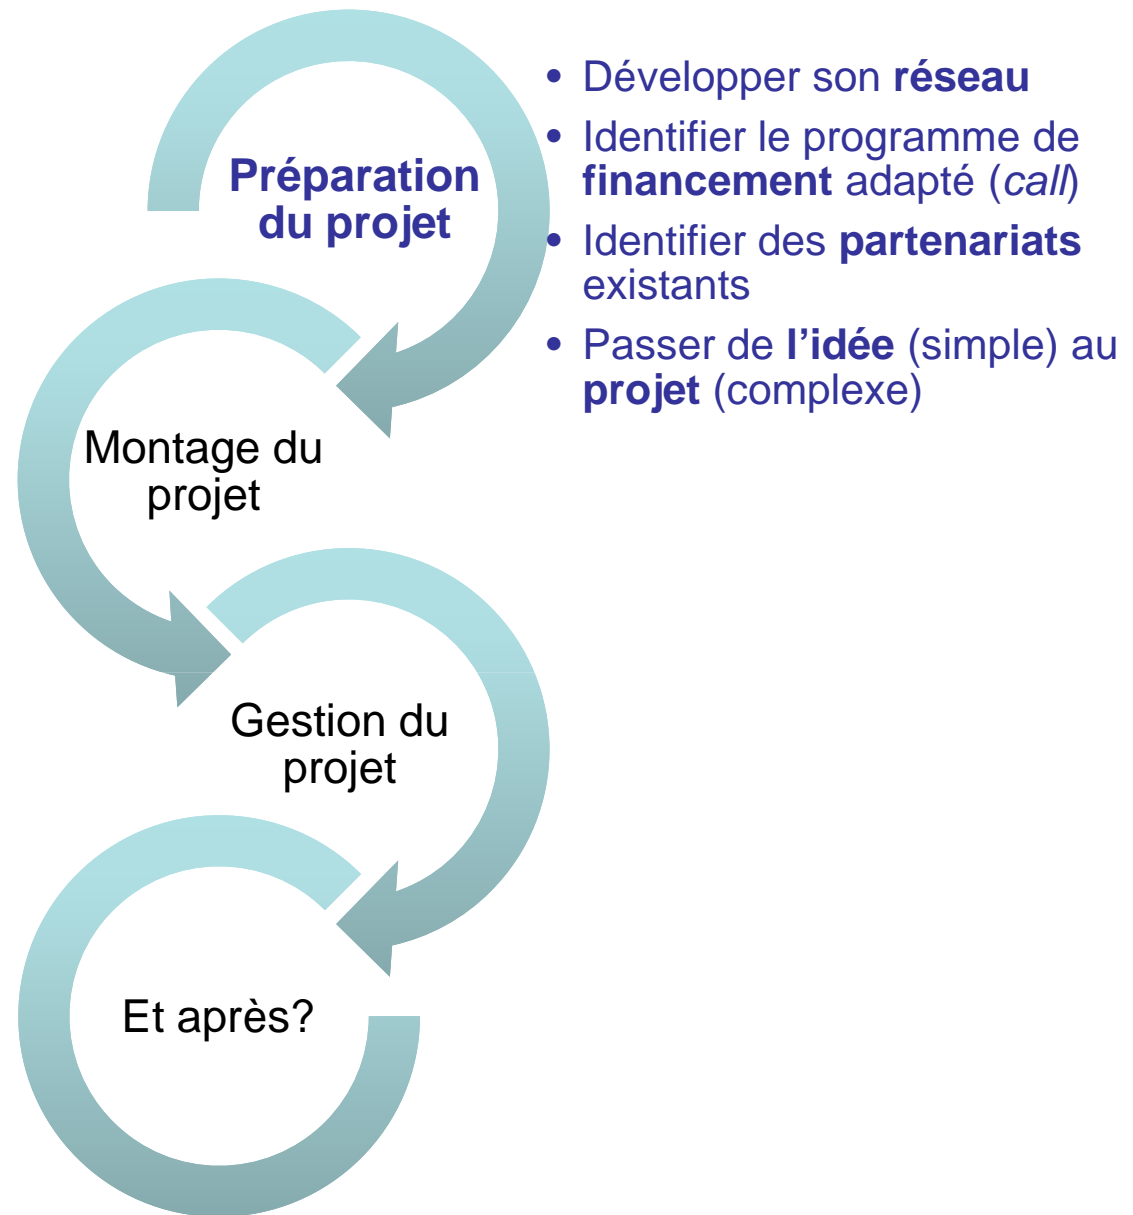 Préparation
du projet
• Développer son réseau
• Identifier le programme de
financement adapté (call)
• Identifier des partenariats
existants
• Passer de l’idée (simple) au
projet (complexe)
Montage du
projet
Gestion du
projet
Et après?